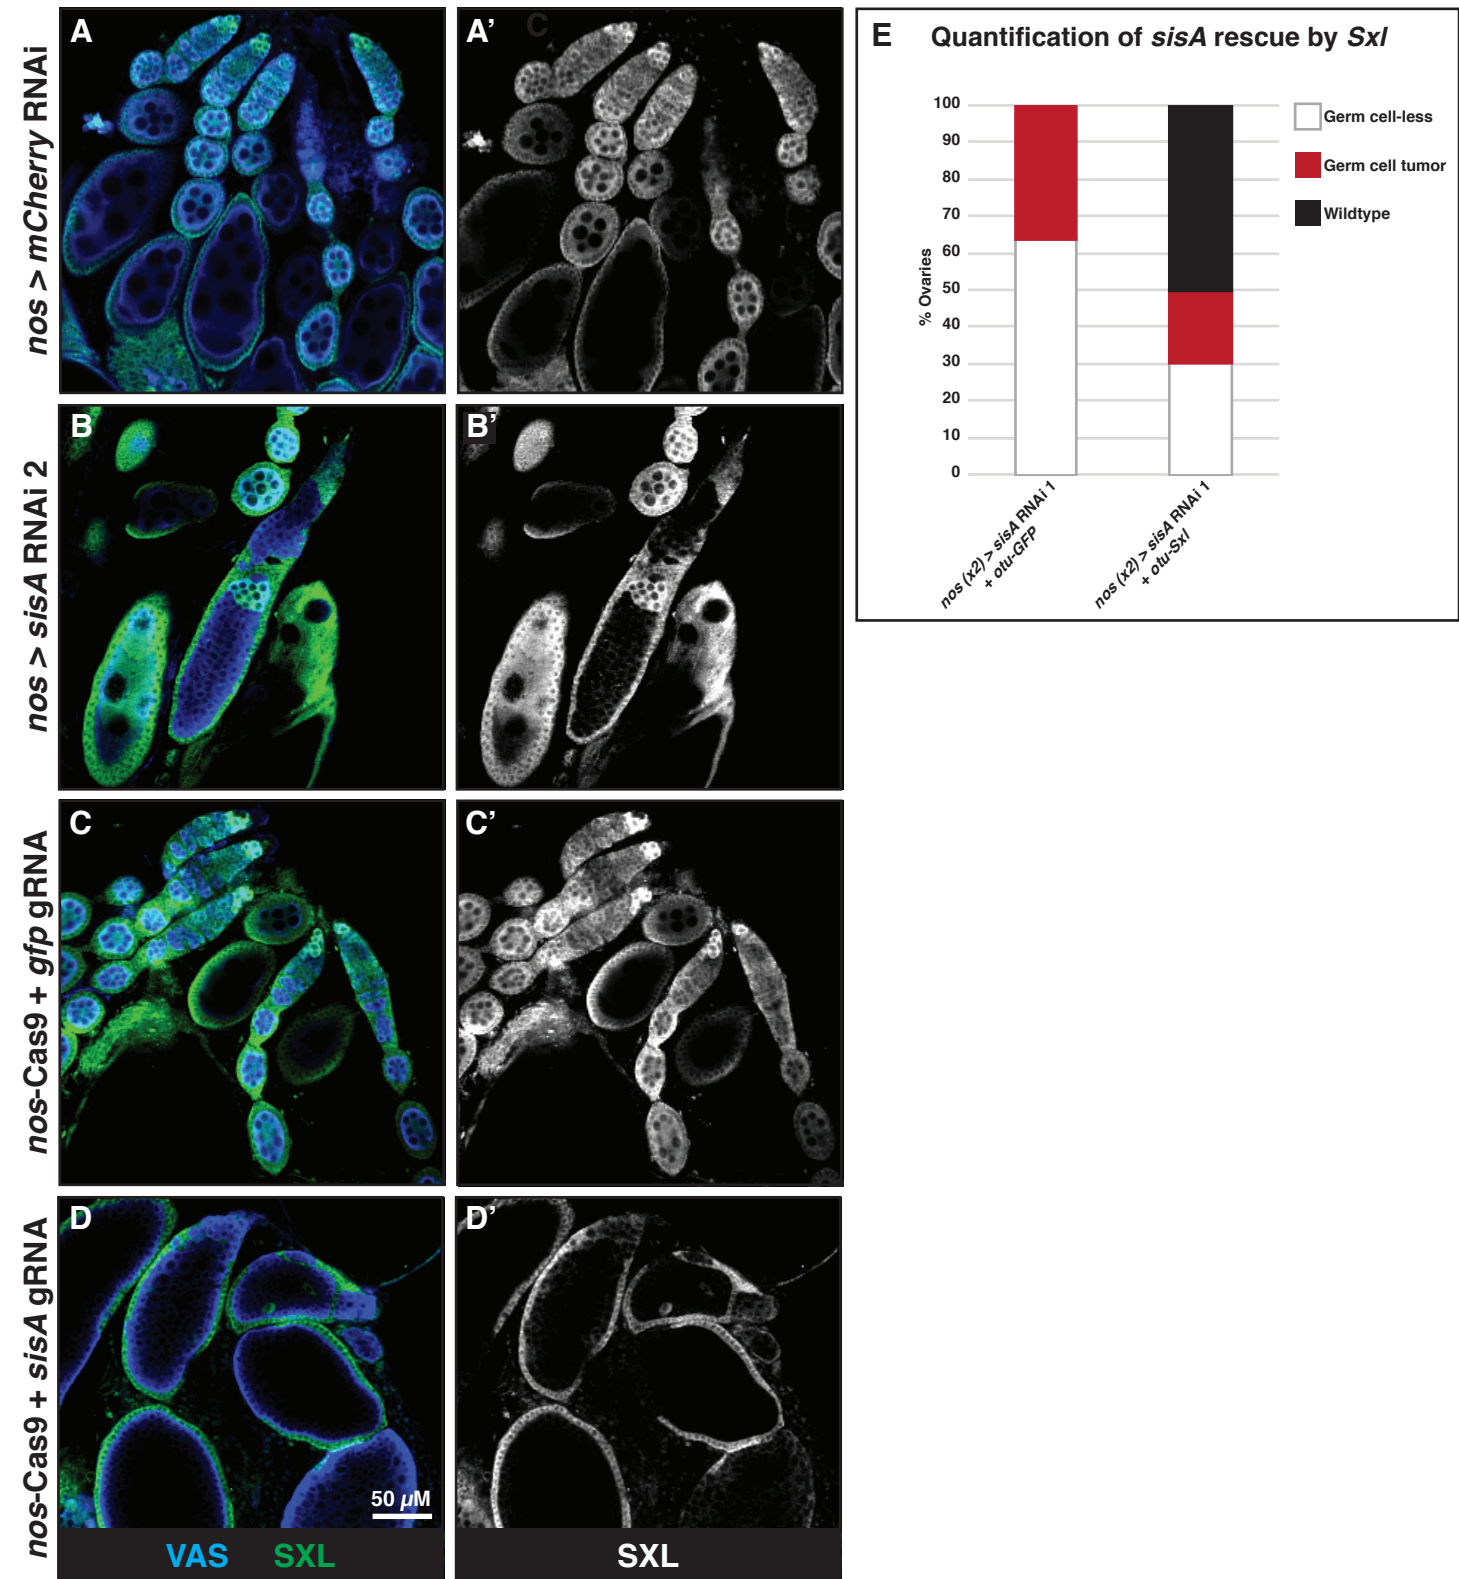 nos > mCherry RNAi
A
A’
C
nos > sisA RNAi 2
B
B’
nos-Cas9 + gfp gRNA
C
C’
nos-Cas9 + sisA gRNA
D
D’
50 µM
VAS SXL
SXL
E Quantification of sisA rescue by Sxl
% Ovaries
100
90
80
70
60
50
40
30
20
10
0
Germ cell-less
Germ cell tumor
Wildtype
nos (x2) > sisA RNAi 1
+ otu-GFP
nos (x2) > sisA RNAi 1
+ otu-Sxl